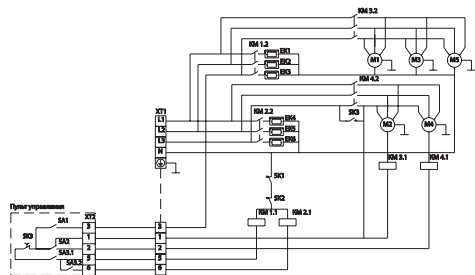 KM 3.2
KM 1.2
EK1
EK2
EK3
M1
M3
M5
KM 4.2
XT1
KM 2.2
SK3
L1
L2
L3
N
EK4
EK5
EK6
M2
M4
KM 3.1
KM 4.1
SK1
SK2
Пульт управления
XT2
KM 1.1
KM 2.1
SA1
3
3
SK3
SA2
1
1
2
2
SA3.1
5
5
SA3.2
6
6